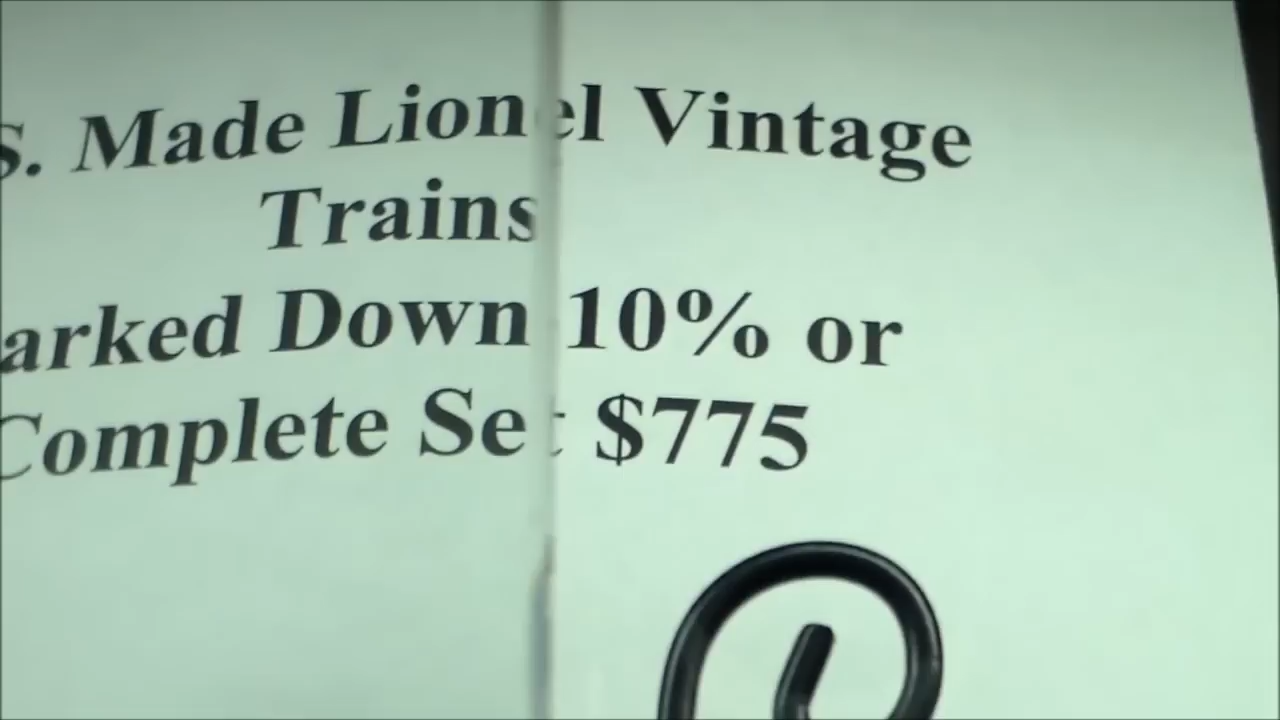 S. Made Lionel Vintage
Trains
arked Down 10% or
Complete Set $775